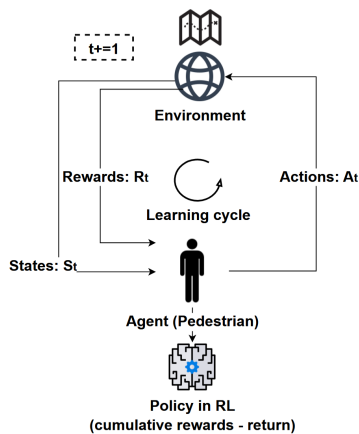 t+=1
Environment
Rewards: Rt
Actions: At
Learning cycle
States: St
Agent (Pedestrian)
Policy in RL
(cumulative rewards - return)